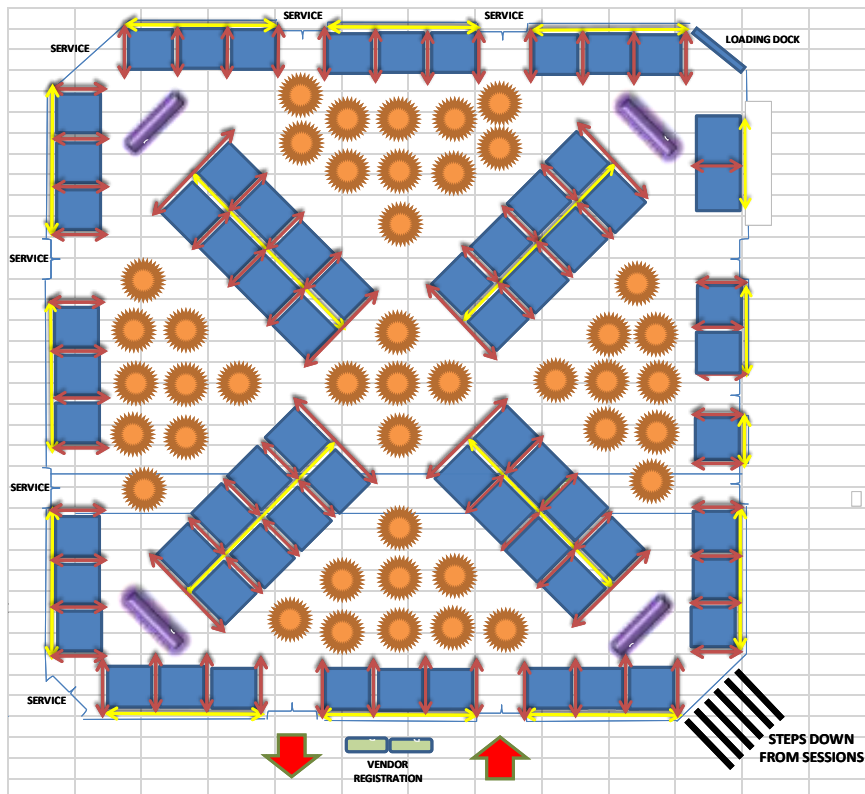 SERVICE
SERVICE
SERVICE
LOADING DOCK
SERVICE
SERVICE
SERVICE
STEPS DOWN
FROM SESSIONS
VENDOR
REGISTRATION